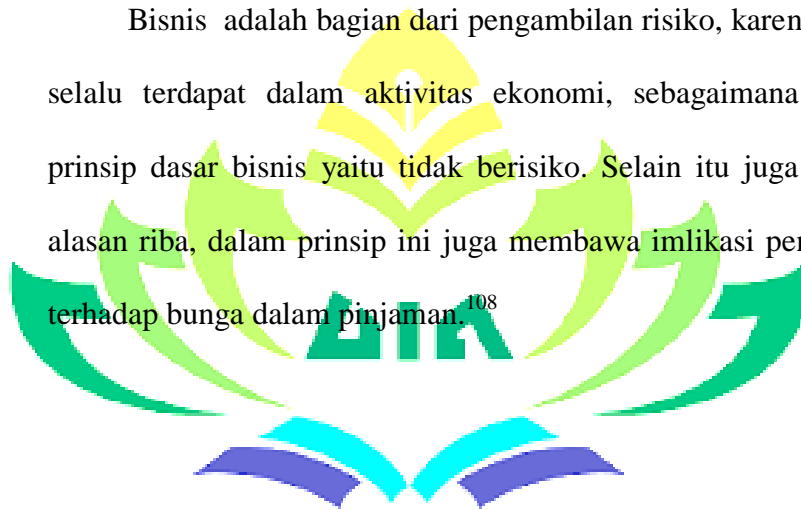 Bisnis adalah bagian dari pengambilan risiko, karen
selalu terdapat dalam aktivitas ekonomi, sebagaimana
prinsip dasar bisnis yaitu tidak berisiko. Selain itu juga
alasan riba, dalam prinsip ini juga membawa imlikasi per
terhadap bunga dalam pinjaman.108